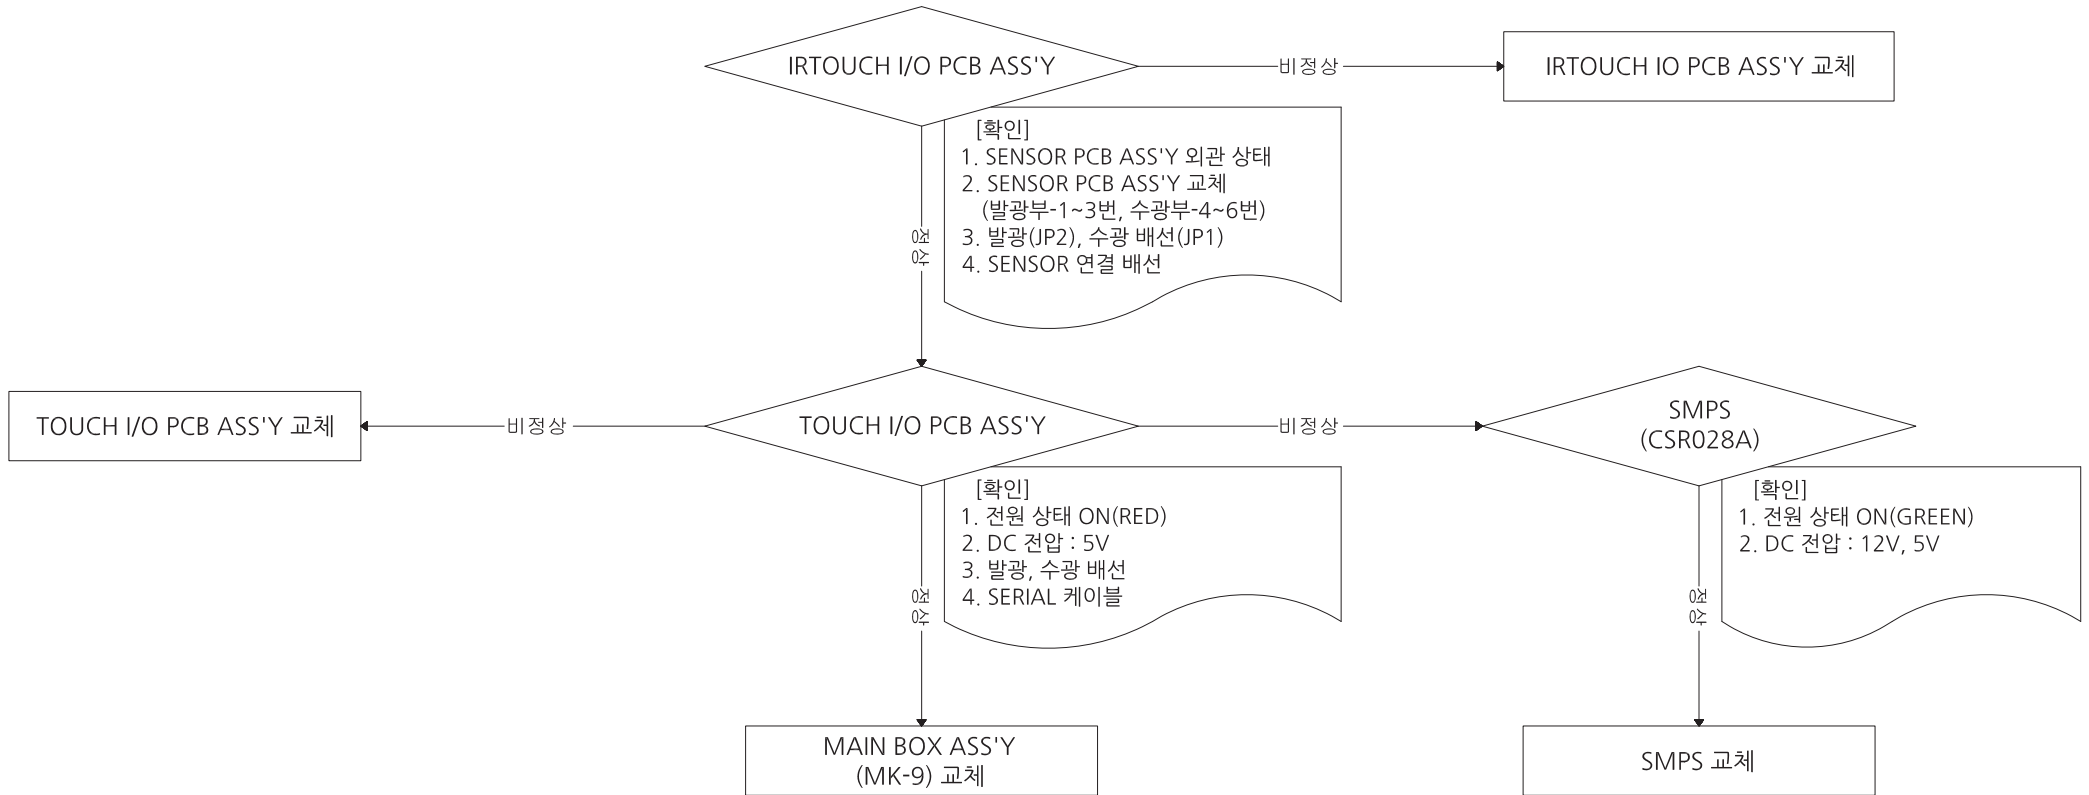 IRTOUCH I/O PCB ASS'Y
비정상
IRTOUCH IO PCB ASS'Y 교체
[확인]
1. SENSOR PCB ASS'Y 외관 상태
2. SENSOR PCB ASS'Y 교체
(발광부-1~3번, 수광부-4~6번)
3. 발광(JP2), 수광 배선(JP1)
4. SENSOR 연결 배선
정상
TOUCH I/O PCB ASS'Y 교체
비정상
TOUCH I/O PCB ASS'Y
비정상
SMPS
(CSR028A)
[확인]
1. 전원 상태 ON(RED)
2. DC 전압 : 5V
3. 발광, 수광 배선
4. SERIAL 케이블
정상
[확인]
1. 전원 상태 ON(GREEN)
2. DC 전압 : 12V, 5V
정상
MAIN BOX ASS'Y
(MK-9) 교체
SMPS 교체